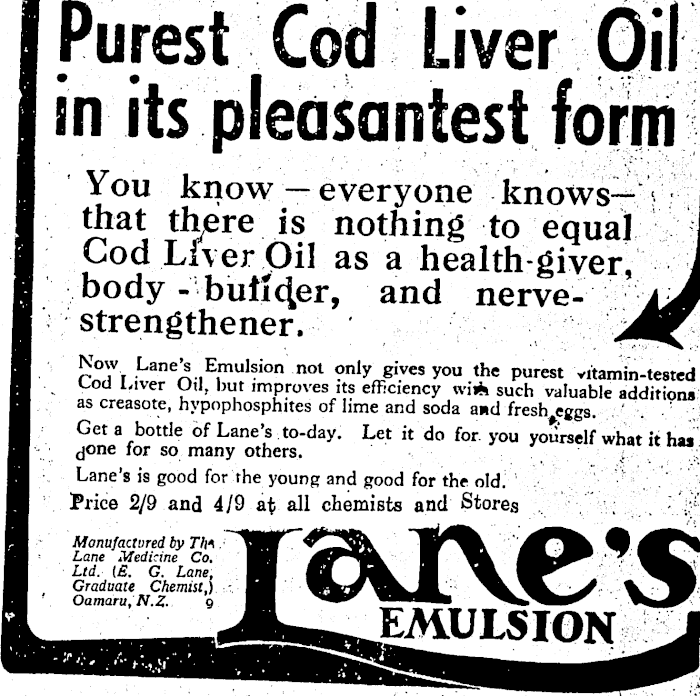 Purest Cod Liver Oil
in its pleasantest form
You know — everyone knows—
that there is nothing to equal
Cod Liver Oil as a health-giver,
body - builder, and nerve-
strengthener.
Now Lane's Emulsion not only gives you the purest vitamin-tested
Cod Liver Oil, but improves its efficiency with such valuable additions
as creasote, hypophosphites of lime and soda and fresh eggs.
Get a bottle of Lane's to-day. Let it do for you yourself what it has
done for so many others.
Lane's is good for the young and good for the old.
Price 2/9 and 4/9 at all chemists and Stores
Manufactured by The
Lane Medicine Co.
Ltd. (E. G. Lane,
Graduate Chemist,)
Oamaru, N.Z. 9
Lane's
EMULSION